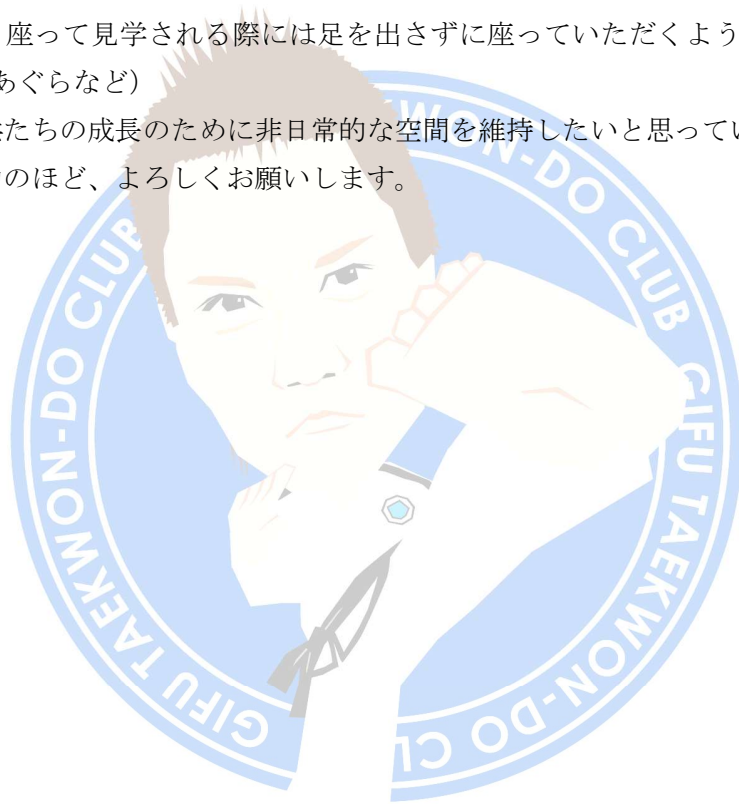 座って見学される際には足を出さずに座っていただくよう
あぐらなど）
たちの成長のために非日常的な空間を維持したいと思ってい
のほど、よろしくお願いします。
WON-DO CLUB GIFU TAEKWON-DO CL
GIFU TAEKWON-DO CLUB